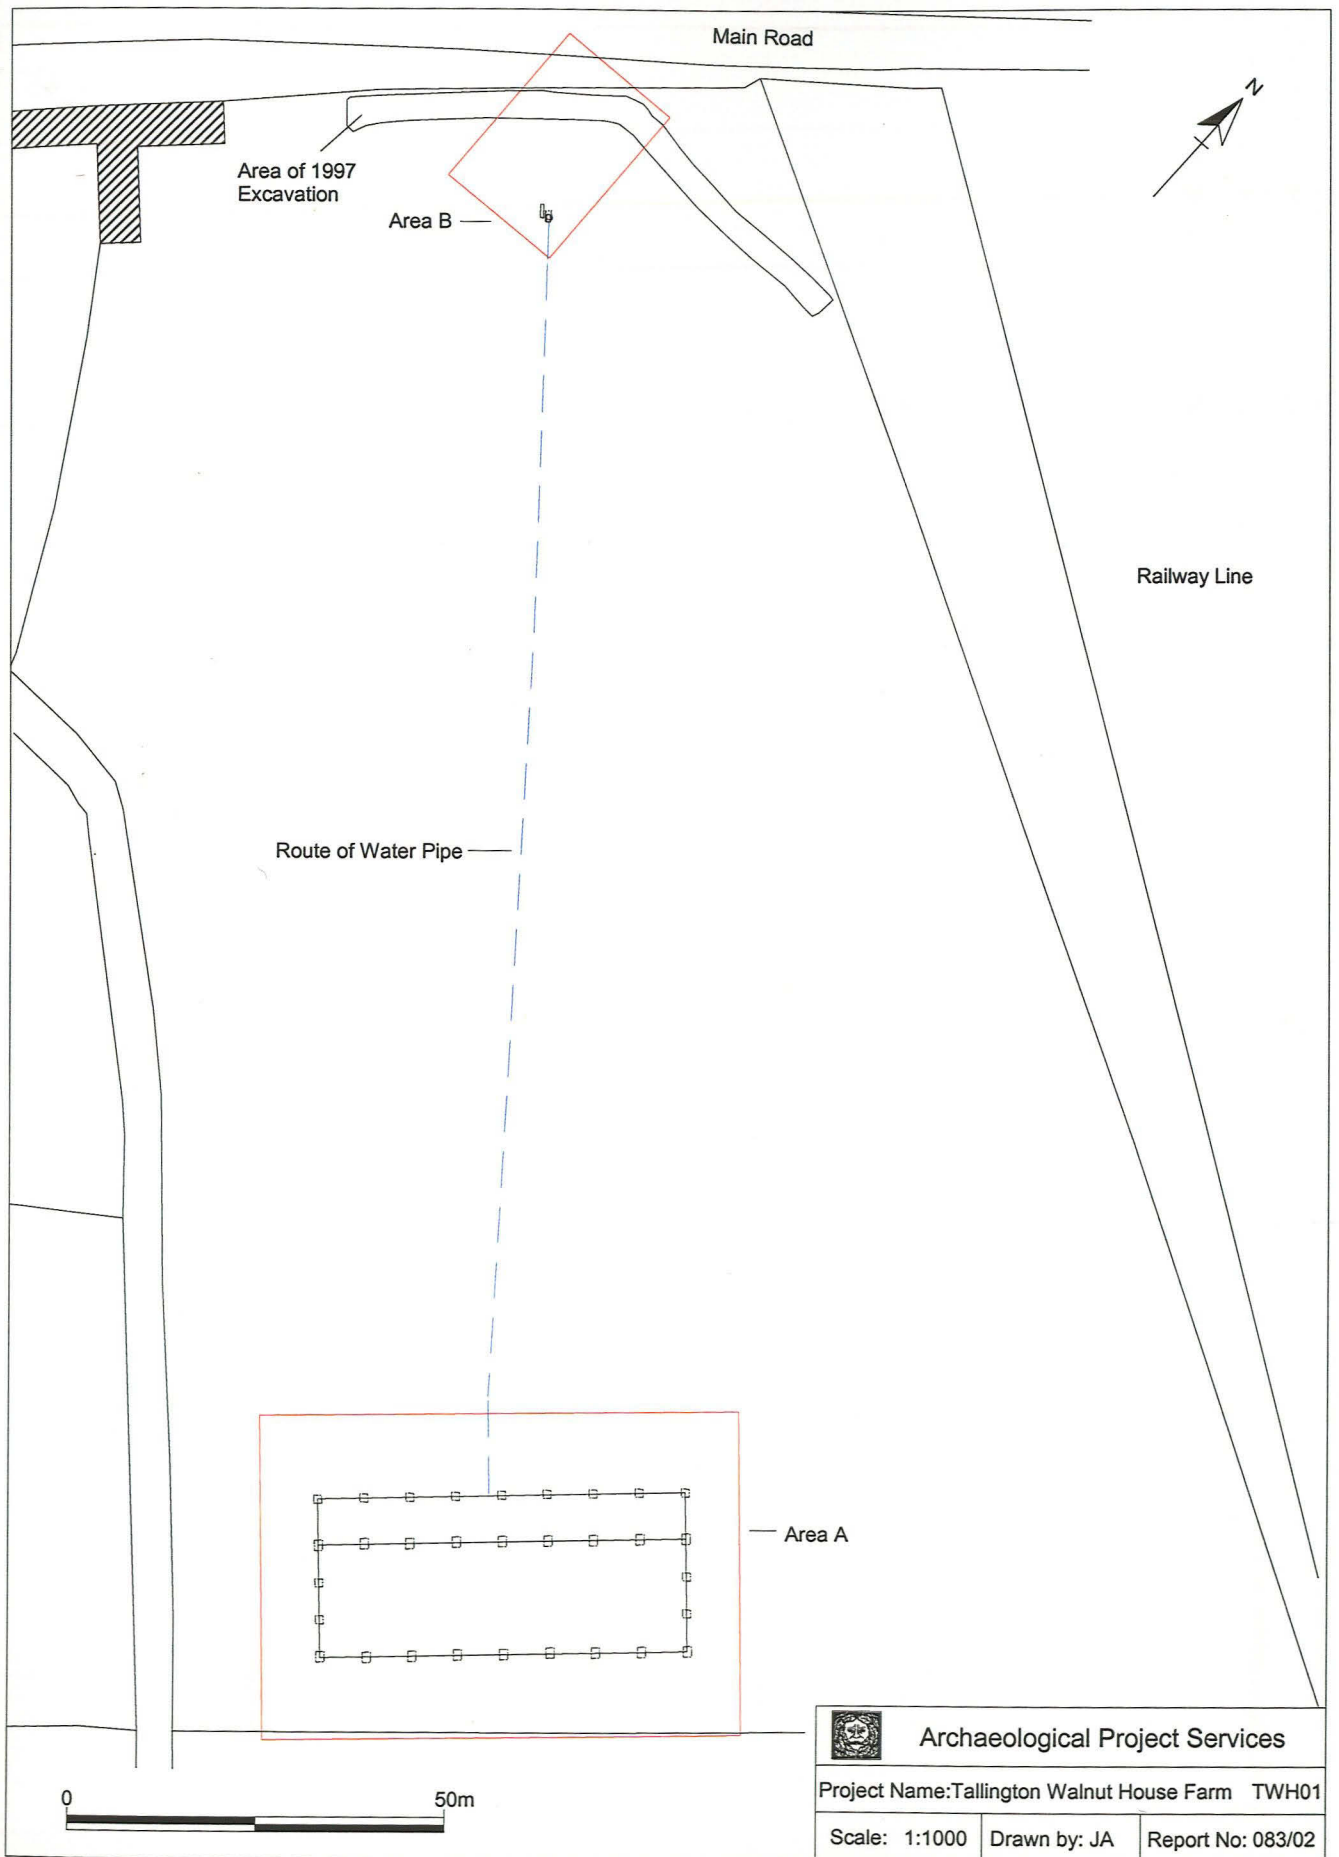 Main Road
N
Area of 1997
Excavation
Area B
Railway Line
Route of Water Pipe
Area A
0 50m
Archaeological Project Services
Project Name:Tallington Walnut House Farm TWH01
Scale: 1:1000 Drawn by: JA Report No: 083/02